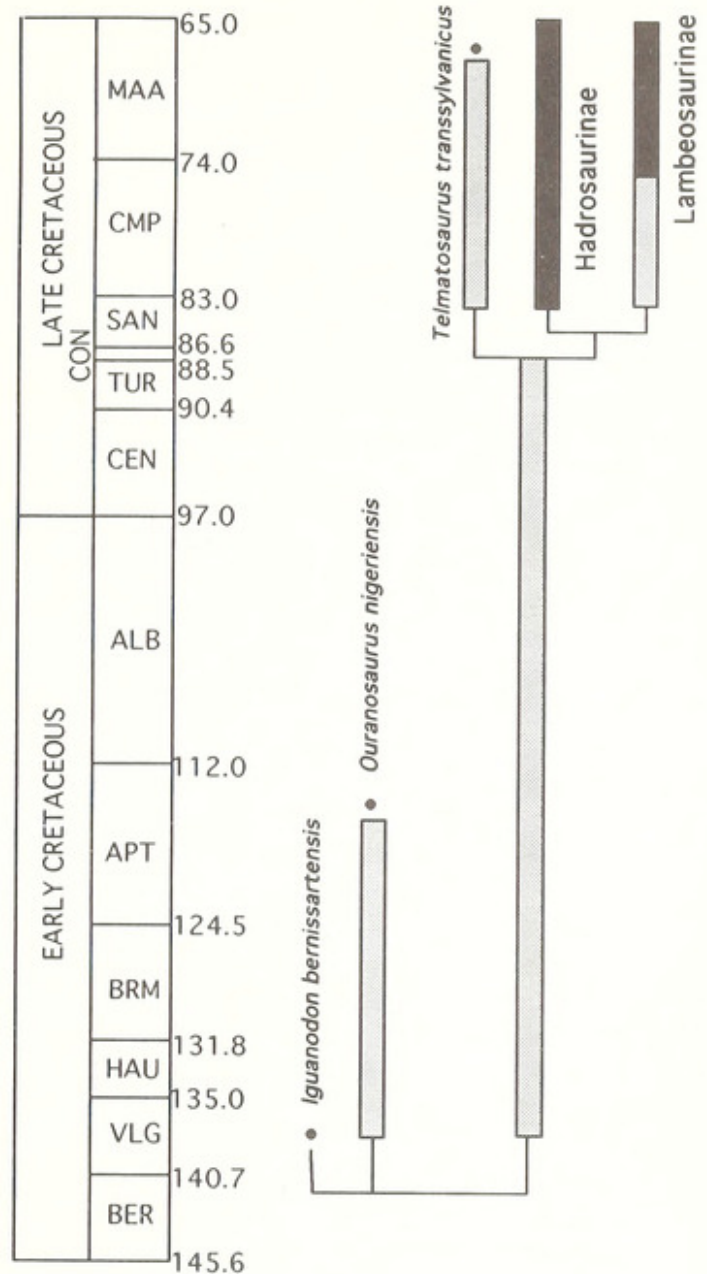 LATE CRETACEOUS
EARLY CRETACEOUS
65.0
MAA
74.0
CMP
83.0
SAN
86.6
CON
88.5
TUR
90.4
CEN
97.0
ALB
112.0
APT
124.5
BRM
131.8
HAU
135.0
VLG
140.7
BER
145.6
Iguanodon bernissartensis
Ouranosaurus nigeriensis
Telmatosaurus transsylvanicus
Hadrosaurinae
Lambeosaurinae